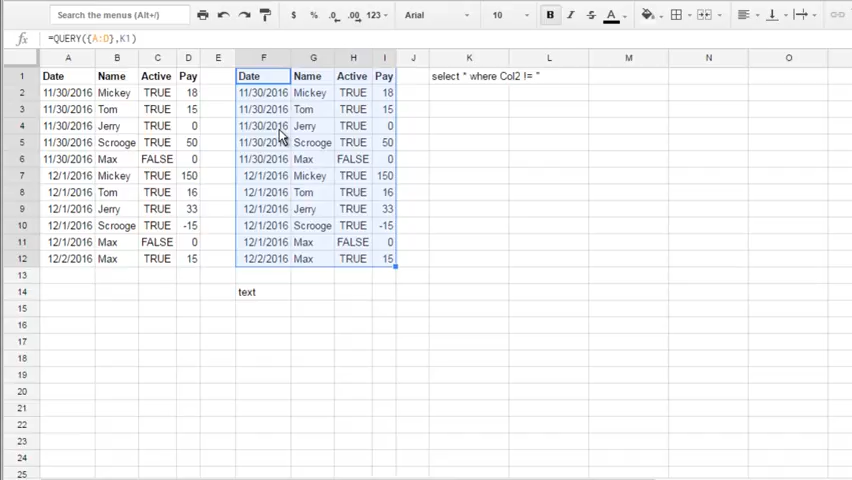 Search the menus (Alt+/) $ % .0 .00 123 Arial 10 B I S A
fx =QUERY({A:D},K1)
A B C D E F G H I J K L M N O
1 Date Name Active Pay Date Name Active Pay select * where Col2 != ''
2 11/30/2016 Mickey TRUE 18 11/30/2016 Mickey TRUE 18
3 11/30/2016 Tom TRUE 15 11/30/2016 Tom TRUE 15
4 11/30/2016 Jerry TRUE 0 11/30/2016 Jerry TRUE 0
5 11/30/2016 Scrooge TRUE 50 11/30/2016 Scrooge TRUE 50
6 11/30/2016 Max FALSE 0 11/30/2016 Max FALSE 0
7 12/1/2016 Mickey TRUE 150 12/1/2016 Mickey TRUE 150
8 12/1/2016 Tom TRUE 16 12/1/2016 Tom TRUE 16
9 12/1/2016 Jerry TRUE 33 12/1/2016 Jerry TRUE 33
10 12/1/2016 Scrooge TRUE -15 12/1/2016 Scrooge TRUE -15
11 12/1/2016 Max FALSE 0 12/1/2016 Max FALSE 0
12 12/2/2016 Max TRUE 15 12/2/2016 Max TRUE 15
13
14 text
15
16
17
18
19
20
21
22
23
24
25